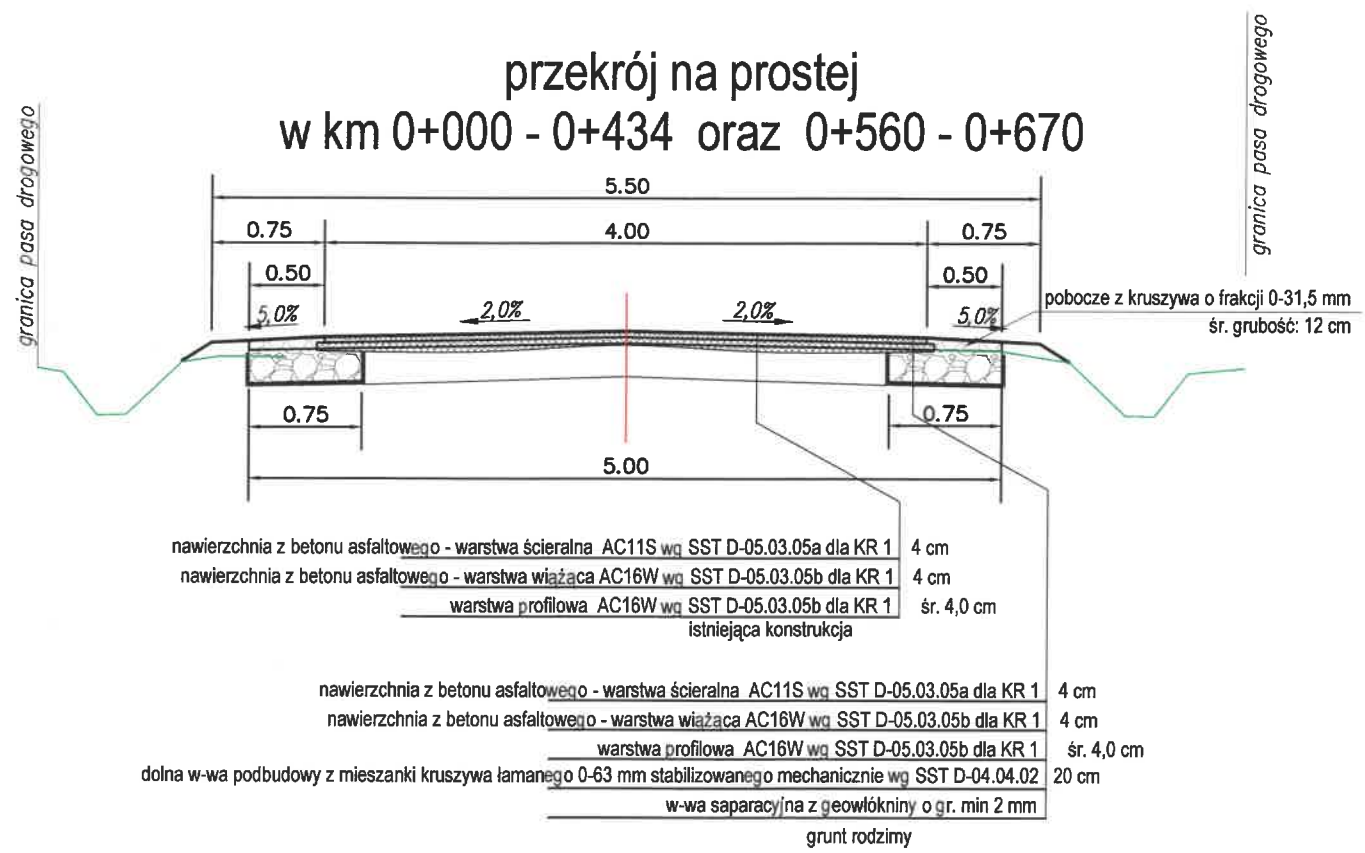 przekrój na prostej
w km 0+000 - 0+434 oraz 0+560 - 0+670
granica pasa drogowego
granica pasa drogowego
5.50
0.75
4.00
0.75
0.50
0.50
5,0%
2,0%
2,0%
5,0%
pobocze z kruszywa o frakcji 0-31,5 mm
śr. grubość: 12 cm
0.75
0.75
5.00
nawierzchnia z betonu asfaltowego - warstwa ścieralna AC11S wg SST D-05.03.05a dla KR 1 4 cm
nawierzchnia z betonu asfaltowego - warstwa wiążąca AC16W wg SST D-05.03.05b dla KR 1 4 cm
warstwa profilowa AC16W wg SST D-05.03.05b dla KR 1 śr. 4,0 cm
istniejąca konstrukcja
nawierzchnia z betonu asfaltowego - warstwa ścieralna AC11S wg SST D-05.03.05a dla KR 1 4 cm
nawierzchnia z betonu asfaltowego - warstwa wiążąca AC16W wg SST D-05.03.05b dla KR 1 4 cm
warstwa profilowa AC16W wg SST D-05.03.05b dla KR 1 śr. 4,0 cm
dolna w-wa podbudowy z mieszanki kruszywa łamanego 0-63 mm stabilizowanego mechanicznie wg SST D-04.04.02 20 cm
w-wa saparacyjna z geowłókniny o gr. min 2 mm
grunt rodzimy